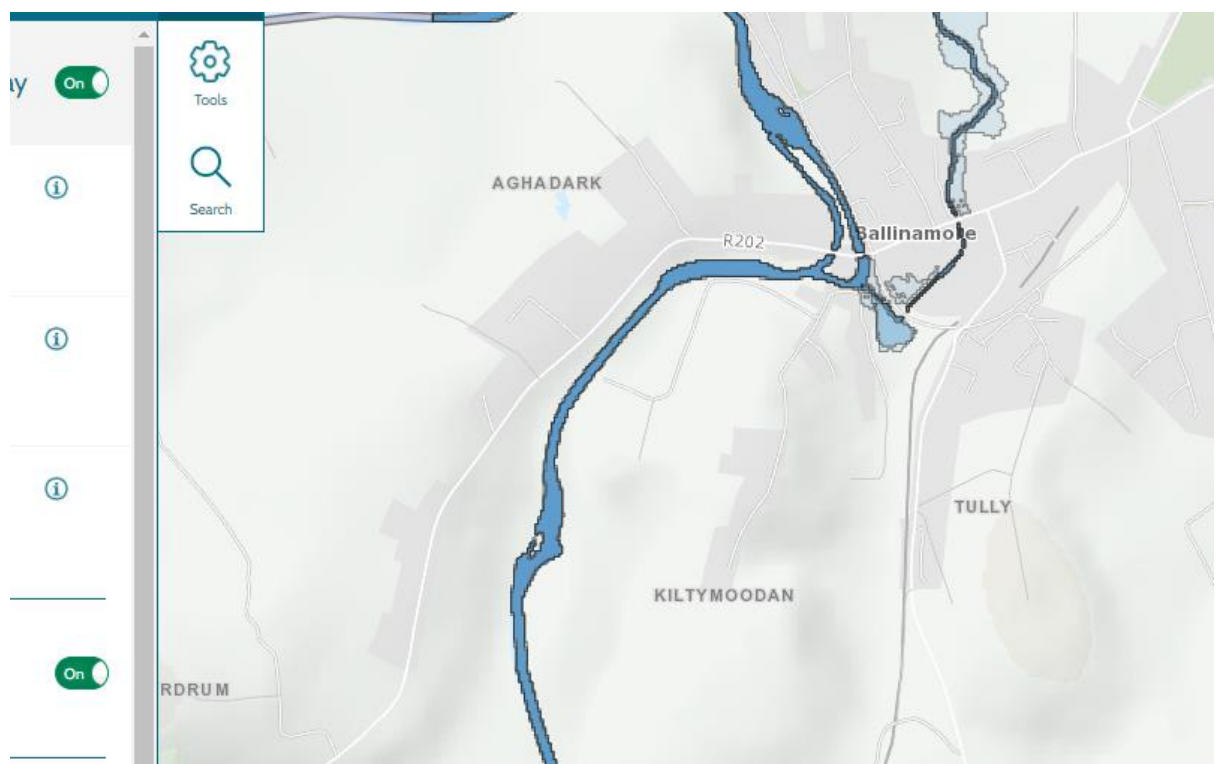 ay
On
Tools
Search
AGHADARK
R202
Ballinamore
TULLY
KILTYMOODAN
On
RDRUM